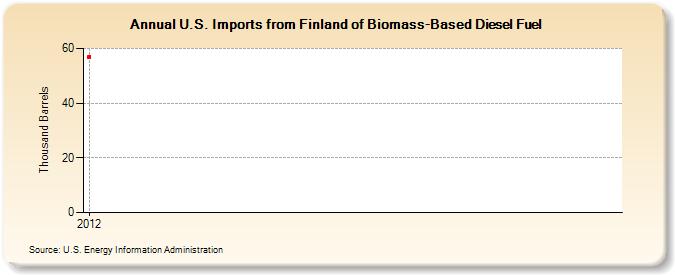 Annual U.S. Imports from Finland of Biomass-Based Diesel Fuel
Thousand Barrels
60
40
20
0
2012
Source: U.S. Energy Information Administration